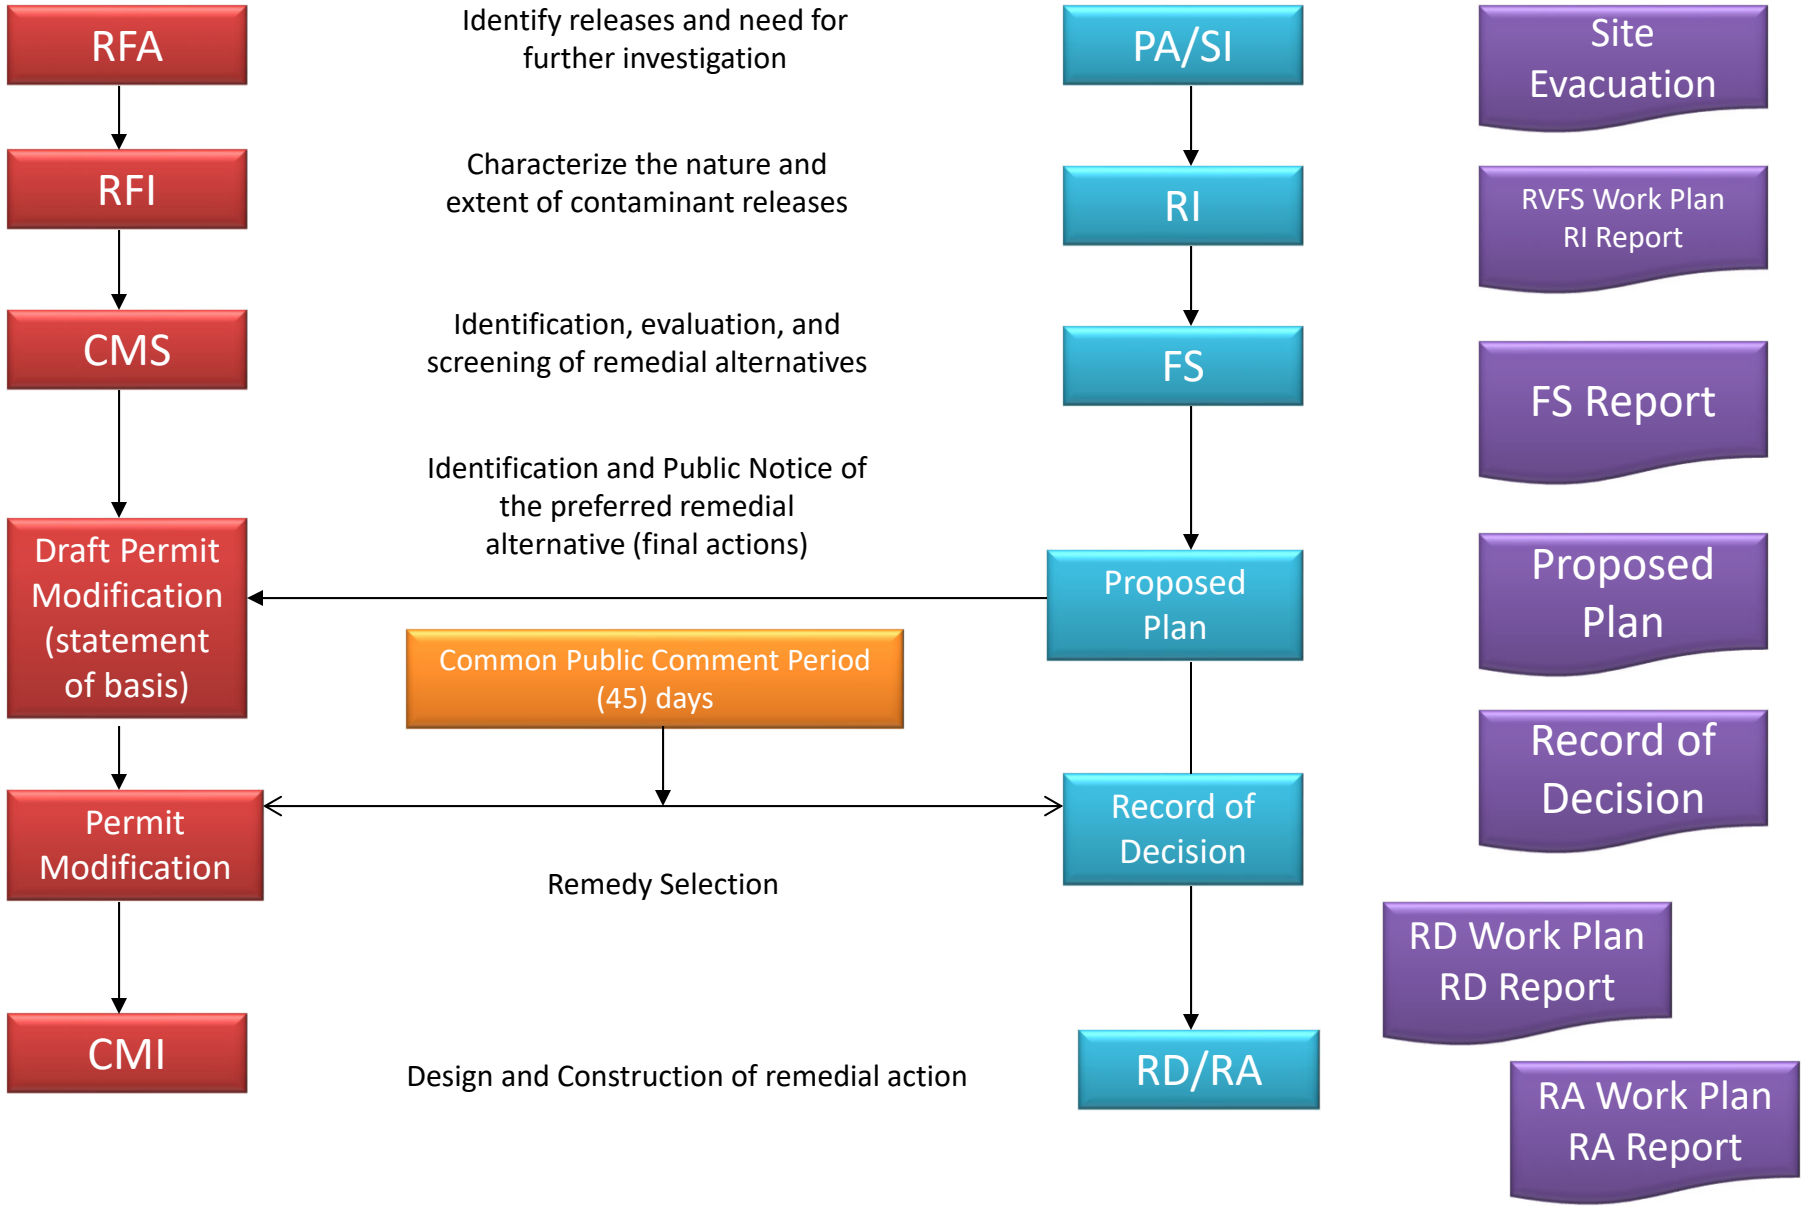 RFA
Identify releases and need for
further investigation
PA/SI
Site
Evacuation
RFI
Characterize the nature and
extent of contaminant releases
RI
RVFS Work Plan
RI Report
CMS
Identification, evaluation, and
screening of remedial alternatives
FS
FS Report
Identification and Public Notice of
the preferred remedial
alternative (final actions)
Draft Permit
Modification
(statement
of basis)
Proposed
Plan
Proposed
Plan
Common Public Comment Period
(45) days
Permit
Modification
Record of
Decision
Record of
Decision
Remedy Selection
RD Work Plan
RD Report
CMI
Design and Construction of remedial action
RD/RA
RA Work Plan
RA Report